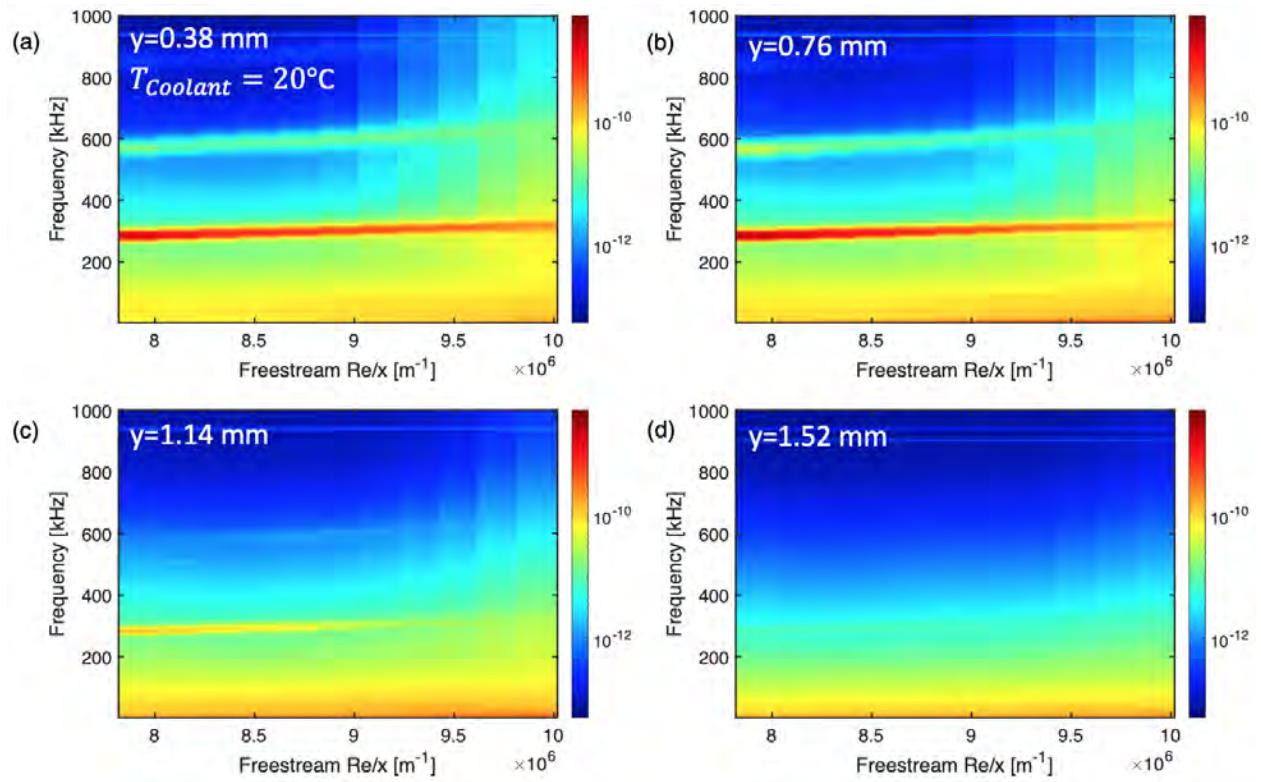 (a)
y=0.38 mm
T_Coolant = 20°C
1000
800
600
400
200
Frequency [kHz]
8 8.5 9 9.5 10
Freestream Re/x [m⁻¹] ×10⁶
10⁻¹⁰
10⁻¹²
(b)
y=0.76 mm
1000
800
600
400
200
Frequency [kHz]
8 8.5 9 9.5 10
Freestream Re/x [m⁻¹] ×10⁶
10⁻¹⁰
10⁻¹²
(c)
y=1.14 mm
1000
800
600
400
200
Frequency [kHz]
8 8.5 9 9.5 10
Freestream Re/x [m⁻¹] ×10⁶
10⁻¹⁰
10⁻¹²
(d)
y=1.52 mm
1000
800
600
400
200
Frequency [kHz]
8 8.5 9 9.5 10
Freestream Re/x [m⁻¹] ×10⁶
10⁻¹⁰
10⁻¹²